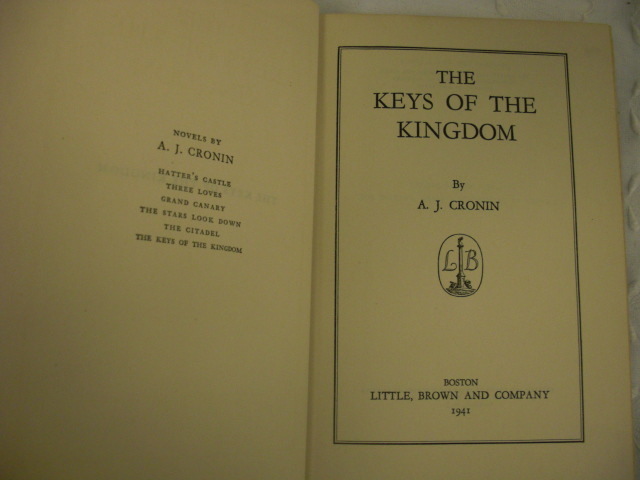 NOVELS BY
A. J. CRONIN
HATTER'S CASTLE
THREE LOVES
GRAND CANARY
THE STARS LOOK DOWN
THE CITADEL
THE KEYS OF THE KINGDOM
THE
KEYS OF THE
KINGDOM
By
A. J. CRONIN
L B
BOSTON
LITTLE, BROWN AND COMPANY
1941